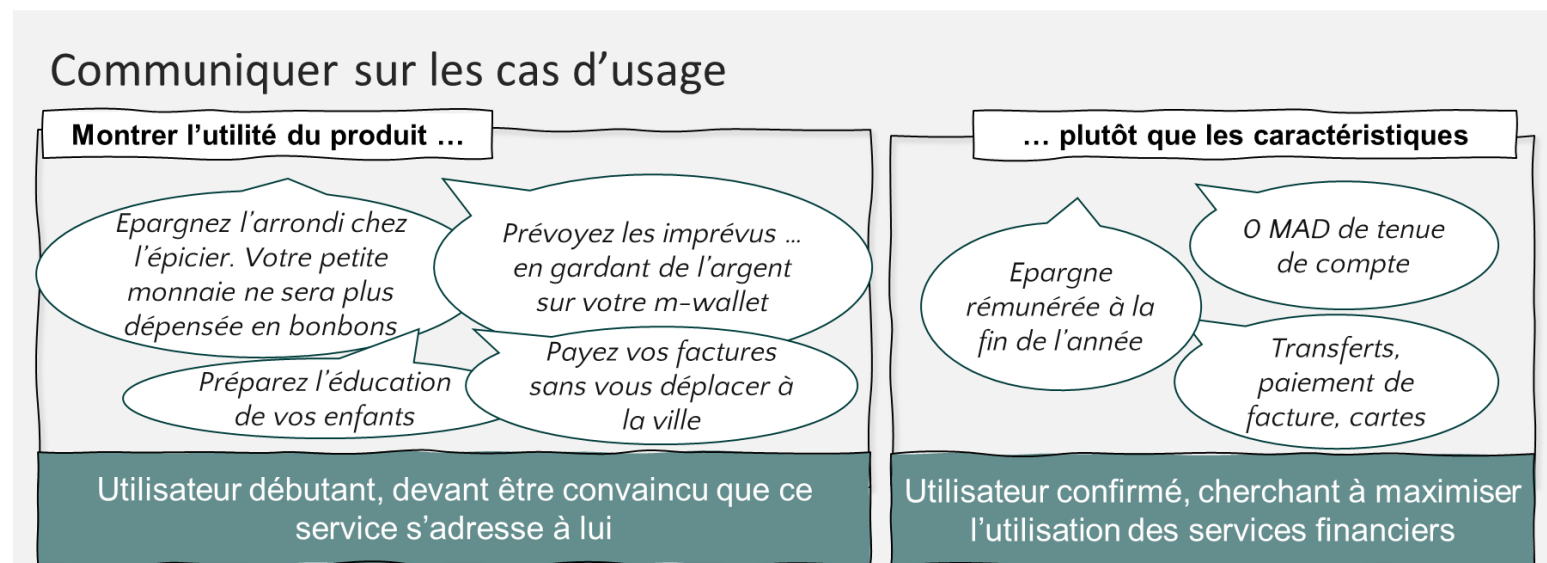 Communiquer sur les cas d’usage
Montrer l’utilité du produit …
Epargnez l’arrondi chez
l’épicier. Votre petite
monnaie ne sera plus
dépensée en bonbons
Prévoyez les imprévus …
en gardant de l’argent
sur votre m-wallet
Préparez l’éducation
de vos enfants
Payez vos factures
sans vous déplacer à
la ville
Utilisateur débutant, devant être convaincu que ce
service s’adresse à lui
… plutôt que les caractéristiques
Epargne
rémunérée à la
fin de l’année
0 MAD de tenue
de compte
Transferts,
paiement de
facture, cartes
Utilisateur confirmé, cherchant à maximiser
l’utilisation des services financiers